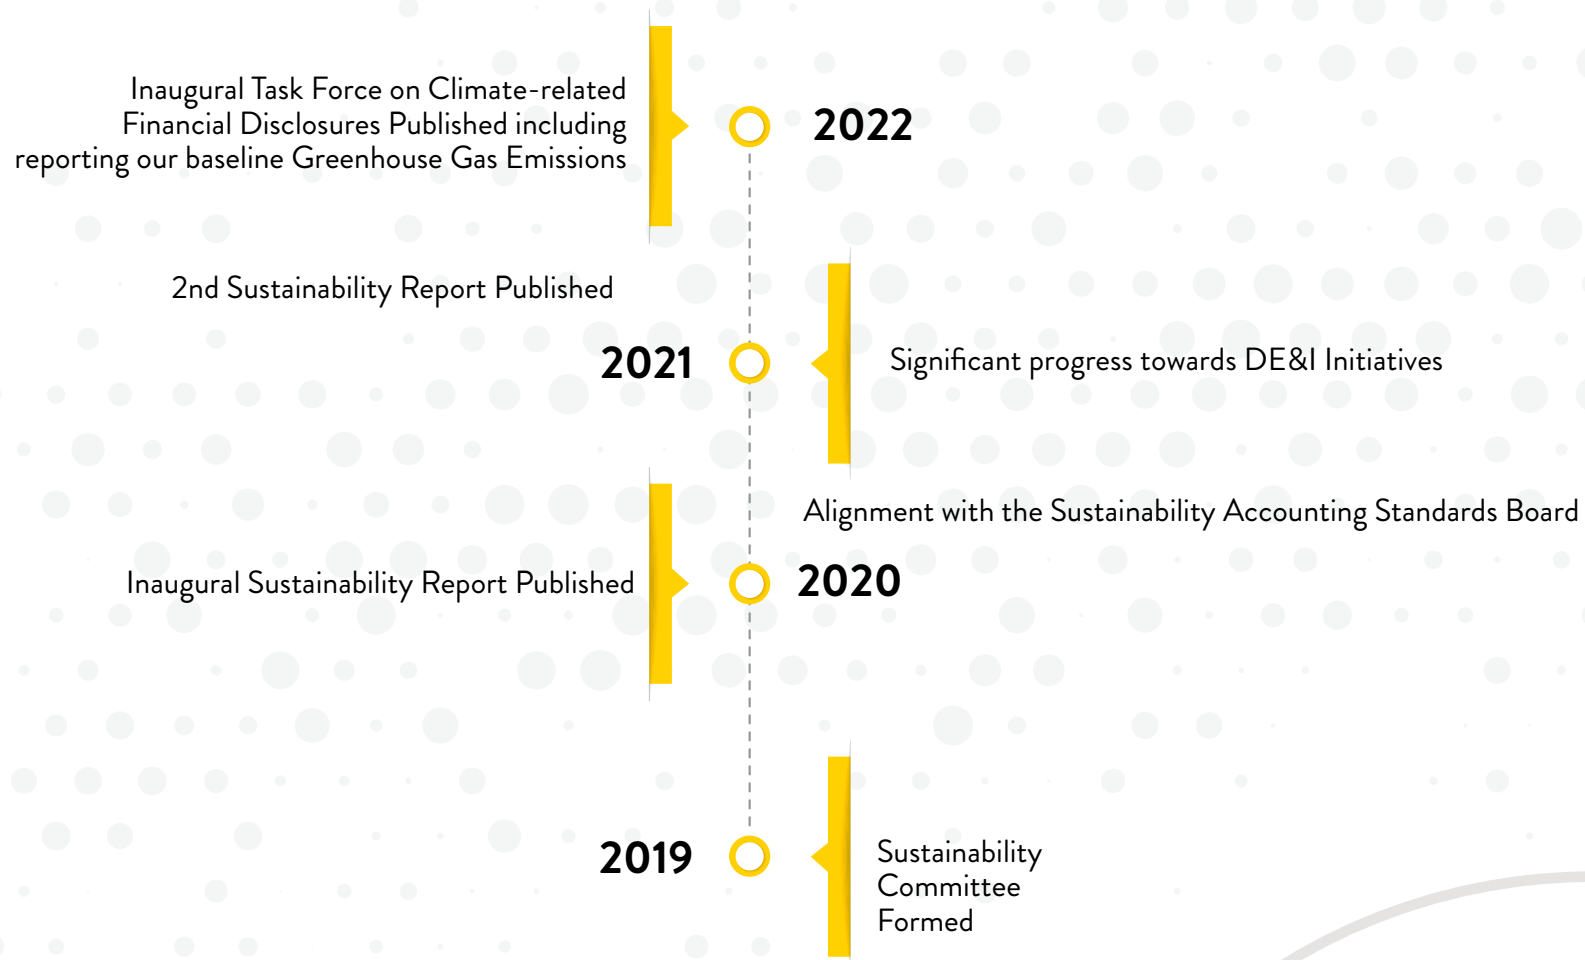 Inaugural Task Force on Climate-related
Financial Disclosures Published including
reporting our baseline Greenhouse Gas Emissions
2022
2nd Sustainability Report Published
2021
Significant progress towards DE&I Initiatives
Alignment with the Sustainability Accounting Standards Board
Inaugural Sustainability Report Published
2020
2019
Sustainability
Committee
Formed